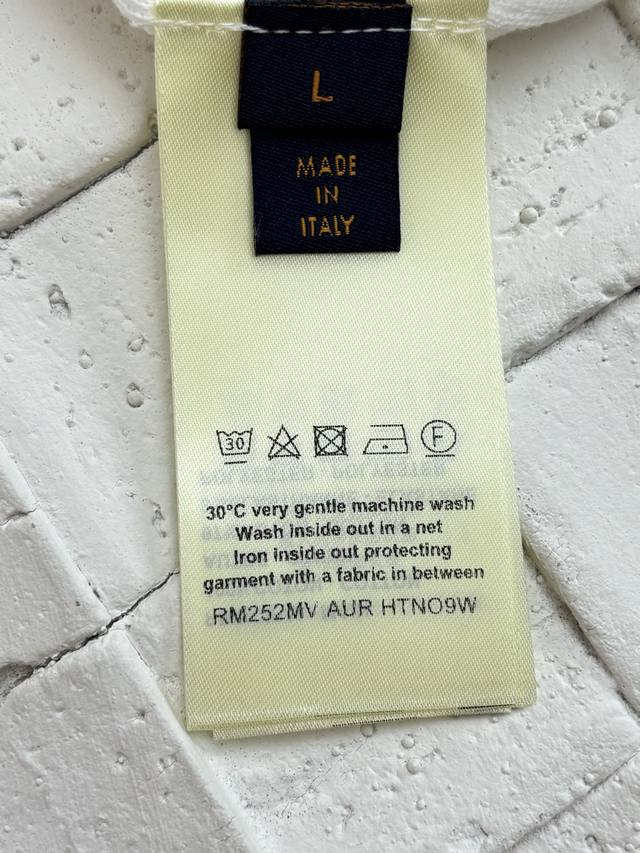 L
MADE
IN
ITALY
30
F
30°C very gentle machine wash
Wash inside out in a net
Iron inside out protecting
garment with a fabric in between
RM252MV AUR HTNO9W